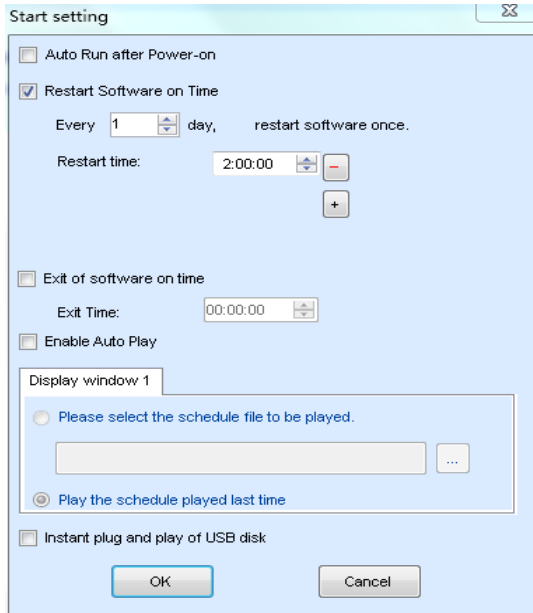 Start setting
Auto Run after Power-on
Restart Software on Time
Every 1 day, restart software once.
Restart time: 2:00:00 -
+
Exit of software on time
Exit Time: 00:00:00
Enable Auto Play
Display window 1
Please select the schedule file to be played.
...
Play the schedule played last time
Instant plug and play of USB disk
OK Cancel